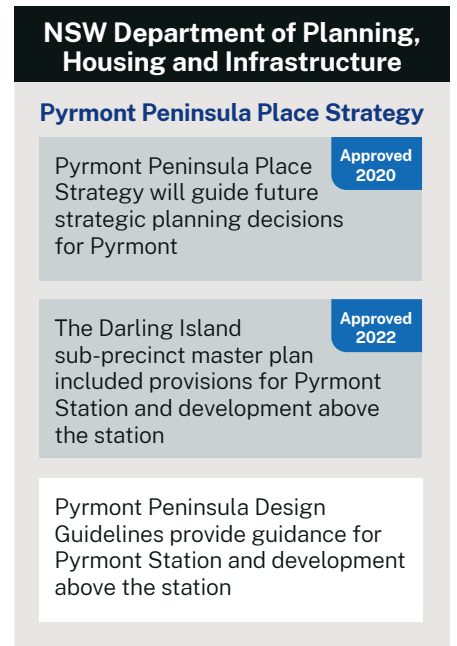 NSW Department of Planning,
Housing and Infrastructure
Pyrmont Peninsula Place Strategy
Approved
2020
Pyrmont Peninsula Place
Strategy will guide future
strategic planning decisions
for Pyrmont
Approved
2022
The Darling Island
sub-precinct master plan
included provisions for Pyrmont
Station and development above
the station
Pyrmont Peninsula Design
Guidelines provide guidance for
Pyrmont Station and development
above the station